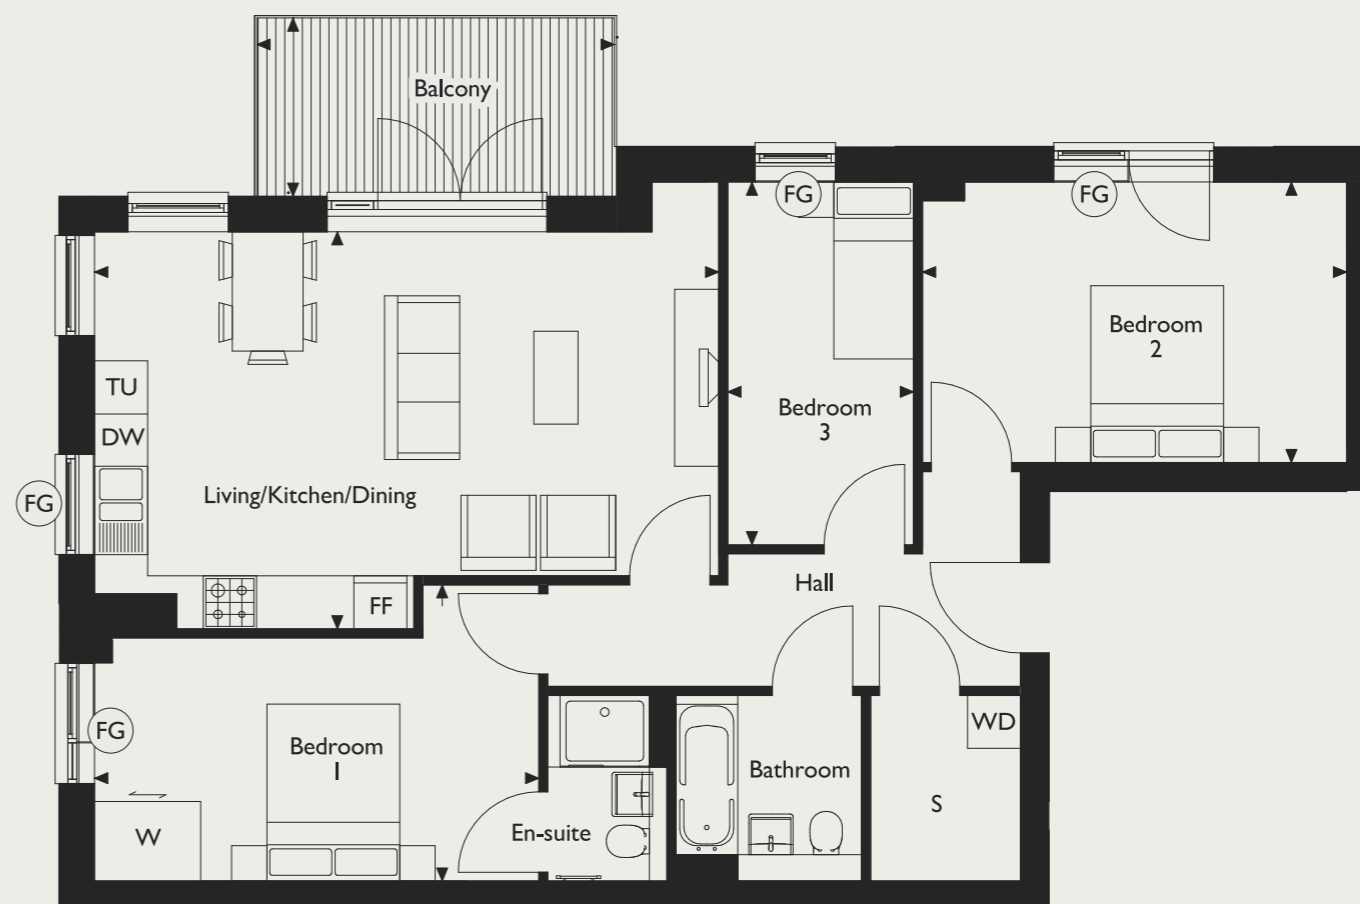 Balcony
FG
FG
Bedroom
2
TU
DW
Bedroom
3
Living/Kitchen/Dining
FG
FF
Hall
FG
Bedroom
1
WD
Bathroom
S
En-suite
W